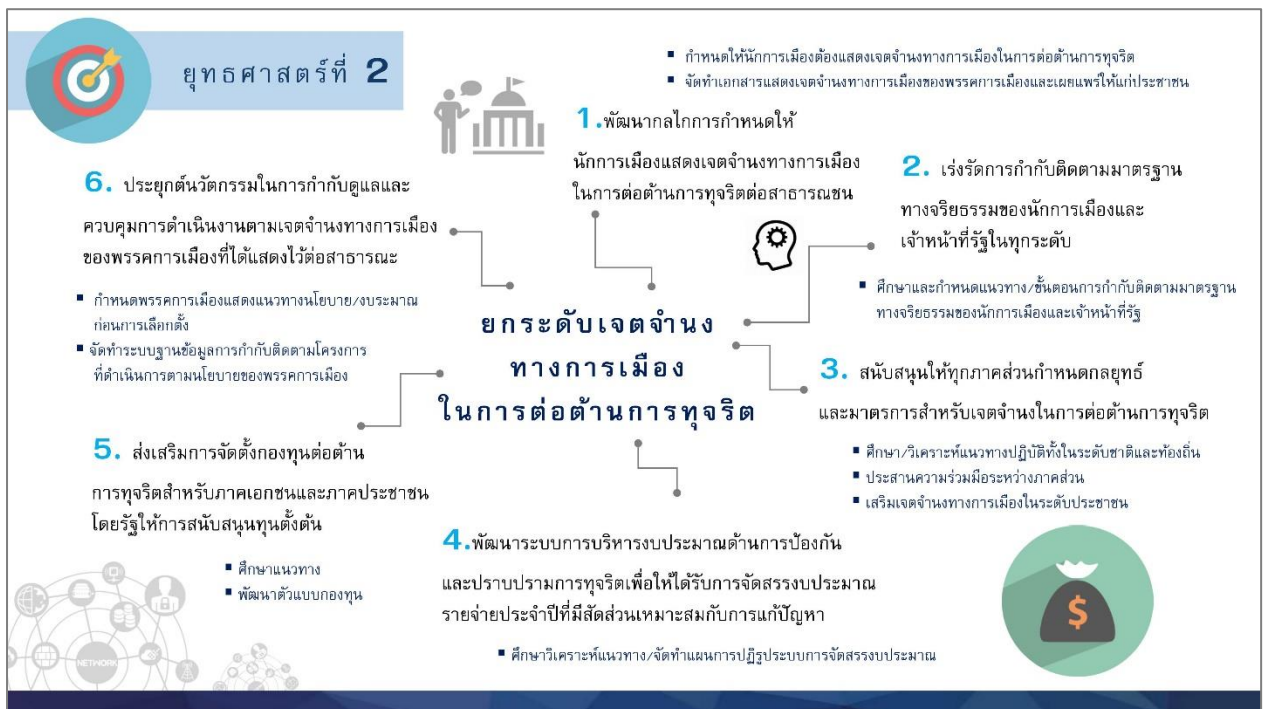 ยุทธศาสตร์ที่ 2
▪ กำหนดให้นักการเมืองต้องแสดงเจตจำนงทางการเมืองในการต่อต้านการทุจริต
▪ จัดทำเอกสารแสดงเจตจำนงทางการเมืองของพรรคการเมืองและเผยแพร่ให้แก่ประชาชน
1.พัฒนากลไกการกำหนดให้
นักการเมืองแสดงเจตจำนงทางการเมือง
ในการต่อต้านการทุจริตต่อสาธารณชน
2. เร่งรัดการกำกับติดตามมาตรฐาน
ทางจริยธรรมของนักการเมืองและ
เจ้าหน้าที่รัฐในทุกระดับ
▪ ศึกษาและกำหนดแนวทาง/ขั้นตอนการกำกับติดตามมาตรฐาน
ทางจริยธรรมของนักการเมืองและเจ้าหน้าที่รัฐ
ยกระดับเจตจำนง
ทางการเมือง
ในการต่อต้านการทุจริต
3. สนับสนุนให้ทุกภาคส่วนกำหนดกลยุทธ์
และมาตรการสำหรับเจตจำนงในการต่อต้านการทุจริต
▪ ศึกษา/วิเคราะห์แนวทางปฏิบัติทั้งในระดับชาติและท้องถิ่น
▪ ประสานความร่วมมือระหว่างภาคส่วน
▪ เสริมเจตจำนงทางการเมืองในระดับประชาชน
4.พัฒนาระบบการบริหารงบประมาณด้านการป้องกัน
และปราบปรามการทุจริตเพื่อให้ได้รับการจัดสรรงบประมาณ
รายจ่ายประจำปีที่มีสัดส่วนเหมาะสมกับการแก้ปัญหา
▪ ศึกษาวิเคราะห์แนวทาง/จัดทำแผนการปฏิรูประบบการจัดสรรงบประมาณ
5. ส่งเสริมการจัดตั้งกองทุนต่อต้าน
การทุจริตสำหรับภาคเอกชนและภาคประชาชน
โดยรัฐให้การสนับสนุนทุนตั้งต้น
▪ ศึกษาแนวทาง
▪ พัฒนาตัวแบบกองทุน
6. ประยุกต์นวัตกรรมในการกำกับดูแลและ
ควบคุมการดำเนินงานตามเจตจำนงทางการเมือง
ของพรรคการเมืองที่ได้แสดงไว้ต่อสาธารณะ
▪ กำหนดพรรคการเมืองแสดงแนวทางนโยบาย/งบประมาณ
ก่อนการเลือกตั้ง
▪ จัดทำระบบฐานข้อมูลการกำกับติดตามโครงการ
ที่ดำเนินการตามนโยบายของพรรคการเมือง
NETWORK
$